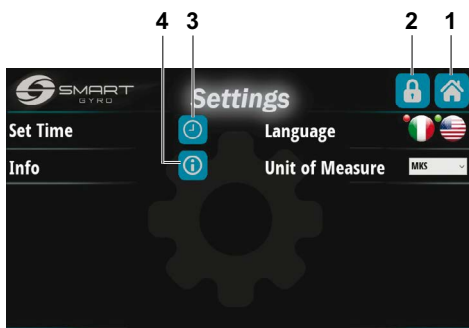 4 3 2 1
SMART
GYRO
Settings
Set Time
Language
Info
Unit of Measure
MKS